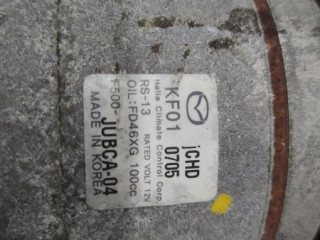 KF01 jCHD
0705
Halla Climate Control Corp.
RS-13 RATED VOLT 12V
OIL:FD46XG 100cc
F500-JUBCA-04
MADE IN KOREA